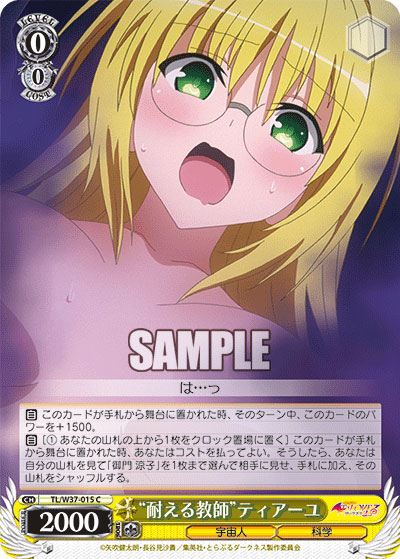 LEVEL
0
0
COST
SAMPLE
は…っ
自 このカードが手札から舞台に置かれた時、そのターン中、このカードのパ
ワーを＋1500。
自 [① あなたの山札の上から1枚をクロック置場に置く] このカードが手札
から舞台に置かれた時、あなたはコストを払ってよい。そうしたら、あなたは
自分の山札を見て「御門 涼子」を1枚まで選んで相手に見せ、手札に加え、その
山札をシャッフルする。
CH TL/W37-015 C
2000
“耐える教師”ティアーユ
宇宙人
科学
©矢吹健太朗・長谷見沙貴／集英社・とらぶるダークネス製作委員会